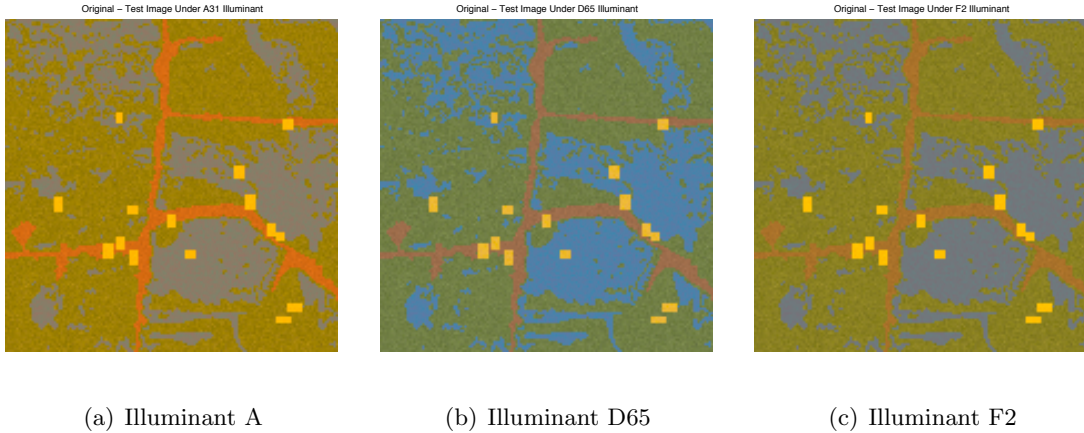 Original – Test Image Under A31 Illuminant
Original – Test Image Under D65 Illuminant
Original – Test Image Under F2 Illuminant
(a) Illuminant A
(b) Illuminant D65
(c) Illuminant F2